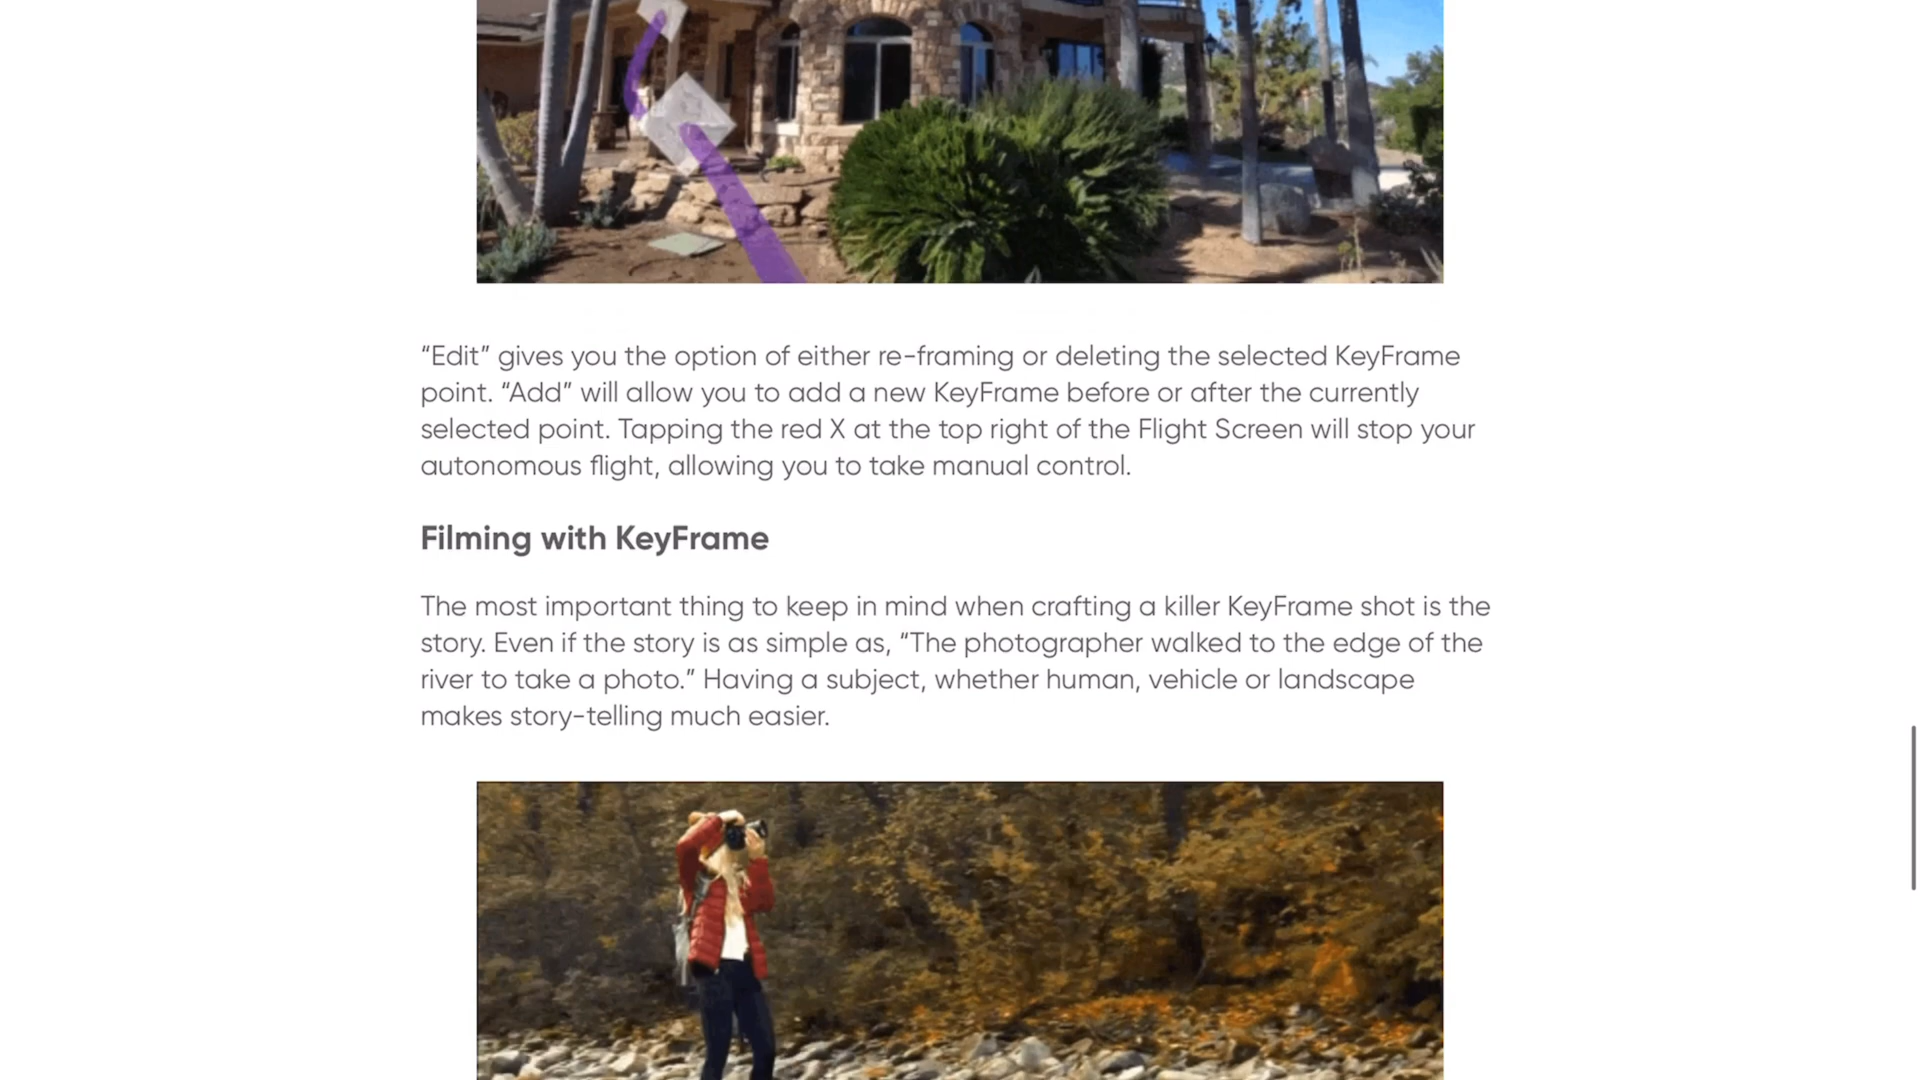 “Edit” gives you the option of either re-framing or deleting the selected KeyFrame
point. “Add” will allow you to add a new KeyFrame before or after the currently
selected point. Tapping the red X at the top right of the Flight Screen will stop your
autonomous flight, allowing you to take manual control.
Filming with KeyFrame
The most important thing to keep in mind when crafting a killer KeyFrame shot is the
story. Even if the story is as simple as, “The photographer walked to the edge of the
river to take a photo.” Having a subject, whether human, vehicle or landscape
makes story-telling much easier.